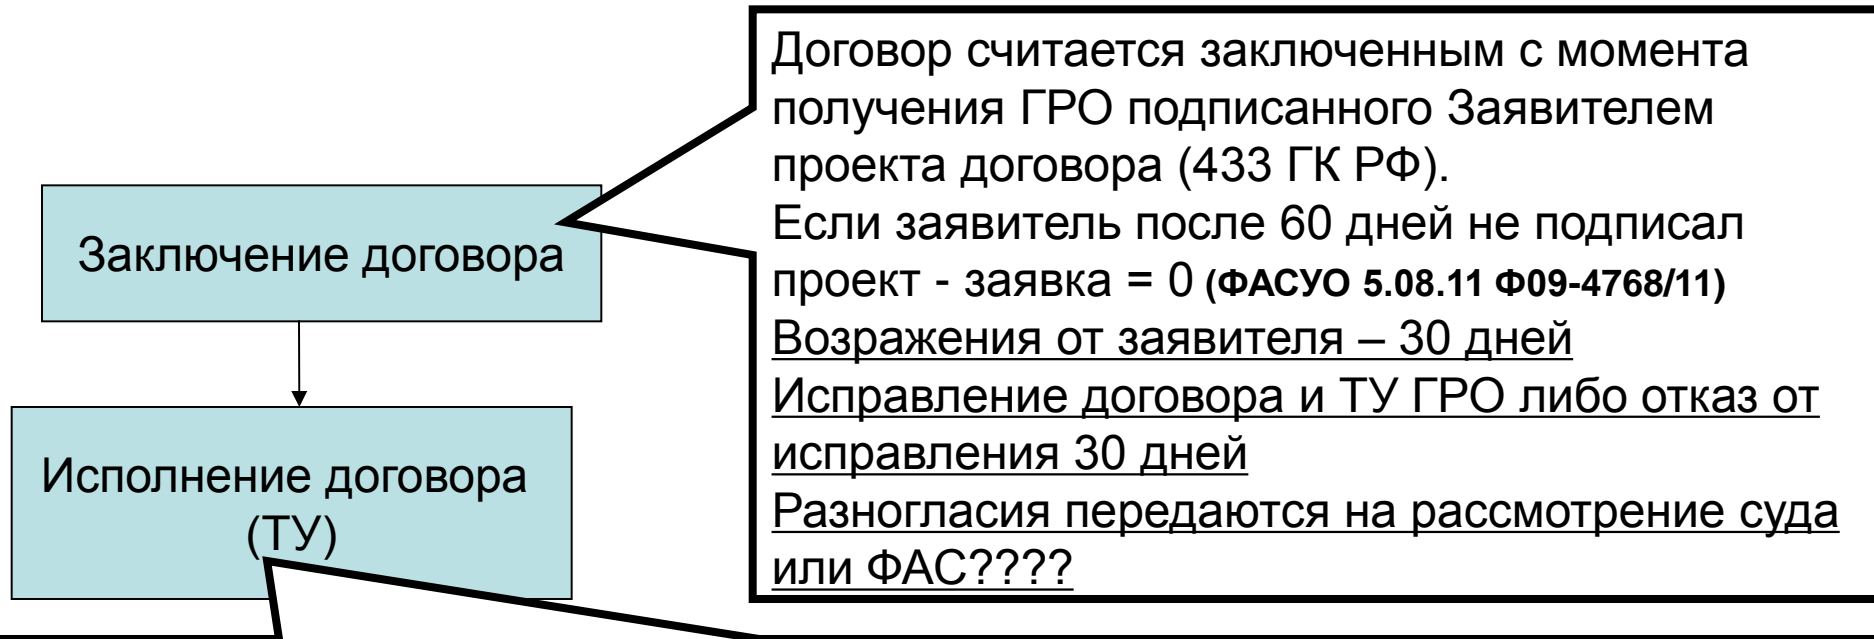 Договор считается заключенным с момента
получения ГРО подписанного Заявителем
проекта договора (433 ГК РФ).
Если заявитель после 60 дней не подписал
проект - заявка = 0 (ФАСУО 5.08.11 Ф09-4768/11)
Возражения от заявителя – 30 дней
Исправление договора и ТУ ГРО либо отказ от
исправления 30 дней
Разногласия передаются на рассмотрение суда
или ФАС????
Заключение договора
Исполнение договора
(ТУ)